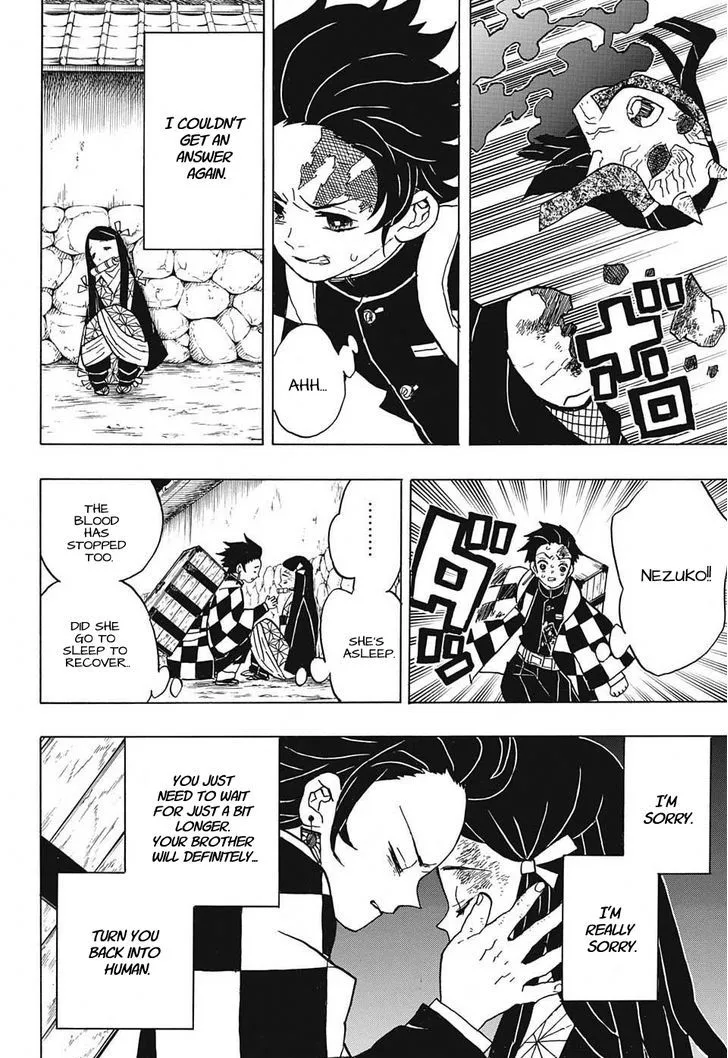 AHH...
I COULDN'T
GET AN
ANSWER
AGAIN.
NEZUKO!!
.......
SHE'S
ASLEEP.
THE
BLOOD HAS
STOPPED
TOO.
DID SHE
GO TO
SLEEP TO
RECOVER..
I'M
SORRY.
I'M
REALLY
SORRY.
YOU JUST
NEED TO WAIT
FOR JUST A BIT
LONGER.
YOUR BROTHER
WILL DEFINITELY...
TURN YOU
BACK INTO
HUMAN.